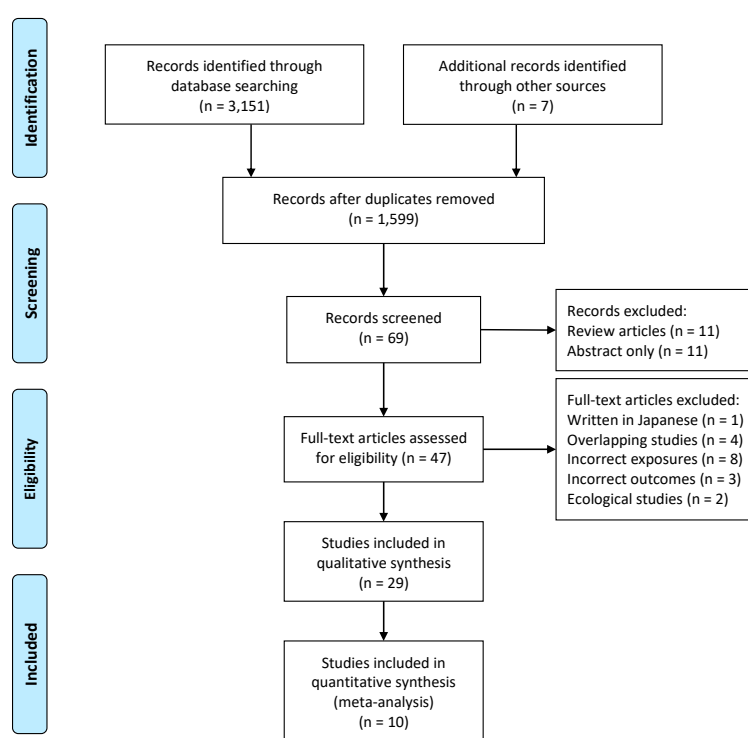 Identification
Records identified through
database searching
(n = 3,151)
Additional records identified
through other sources
(n = 7)
Records after duplicates removed
(n = 1,599)
Screening
Records screened
(n = 69)
Records excluded:
Review articles (n = 11)
Abstract only (n = 11)
Eligibility
Full-text articles assessed
for eligibility (n = 47)
Full-text articles excluded:
Written in Japanese (n = 1)
Overlapping studies (n = 4)
Incorrect exposures (n = 8)
Incorrect outcomes (n = 3)
Ecological studies (n = 2)
Studies included in
qualitative synthesis
(n = 29)
Included
Studies included in
quantitative synthesis
(meta-analysis)
(n = 10)